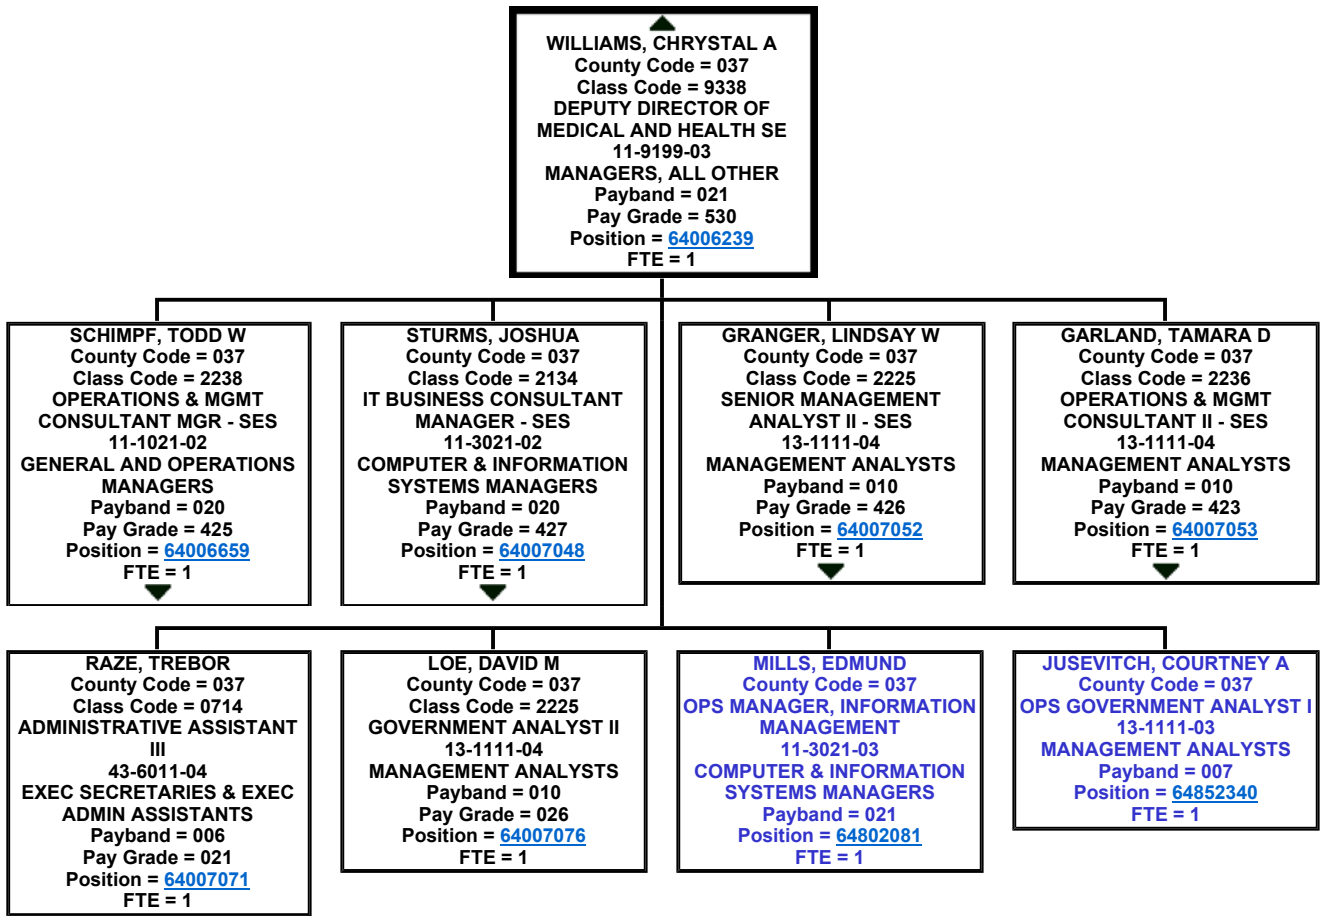 WILLIAMS, CHRYSTAL A
County Code = 037
Class Code = 9338
DEPUTY DIRECTOR OF
MEDICAL AND HEALTH SE
11-9199-03
MANAGERS, ALL OTHER
Payband = 021
Pay Grade = 530
Position = 64006239
FTE = 1
SCHIMPF, TODD W
County Code = 037
Class Code = 2238
OPERATIONS & MGMT
CONSULTANT MGR - SES
11-1021-02
GENERAL AND OPERATIONS
MANAGERS
Payband = 020
Pay Grade = 425
Position = 64006659
FTE = 1
STURMS, JOSHUA
County Code = 037
Class Code = 2134
IT BUSINESS CONSULTANT
MANAGER - SES
11-3021-02
COMPUTER & INFORMATION
SYSTEMS MANAGERS
Payband = 020
Pay Grade = 427
Position = 64007048
FTE = 1
GRANGER, LINDSAY W
County Code = 037
Class Code = 2225
SENIOR MANAGEMENT
ANALYST II - SES
13-1111-04
MANAGEMENT ANALYSTS
Payband = 010
Pay Grade = 426
Position = 64007052
FTE = 1
GARLAND, TAMARA D
County Code = 037
Class Code = 2236
OPERATIONS & MGMT
CONSULTANT II - SES
13-1111-04
MANAGEMENT ANALYSTS
Payband = 010
Pay Grade = 423
Position = 64007053
FTE = 1
RAZE, TREBOR
County Code = 037
Class Code = 0714
ADMINISTRATIVE ASSISTANT
III
43-6011-04
EXEC SECRETARIES & EXEC
ADMIN ASSISTANTS
Payband = 006
Pay Grade = 021
Position = 64007071
FTE = 1
LOE, DAVID M
County Code = 037
Class Code = 2225
GOVERNMENT ANALYST II
13-1111-04
MANAGEMENT ANALYSTS
Payband = 010
Pay Grade = 026
Position = 64007076
FTE = 1
MILLS, EDMUND
County Code = 037
OPS MANAGER, INFORMATION
MANAGEMENT
11-3021-03
COMPUTER & INFORMATION
SYSTEMS MANAGERS
Payband = 021
Position = 64802081
FTE = 1
JUSEVITCH, COURTNEY A
County Code = 037
OPS GOVERNMENT ANALYST I
13-1111-03
MANAGEMENT ANALYSTS
Payband = 007
Position = 64852340
FTE = 1